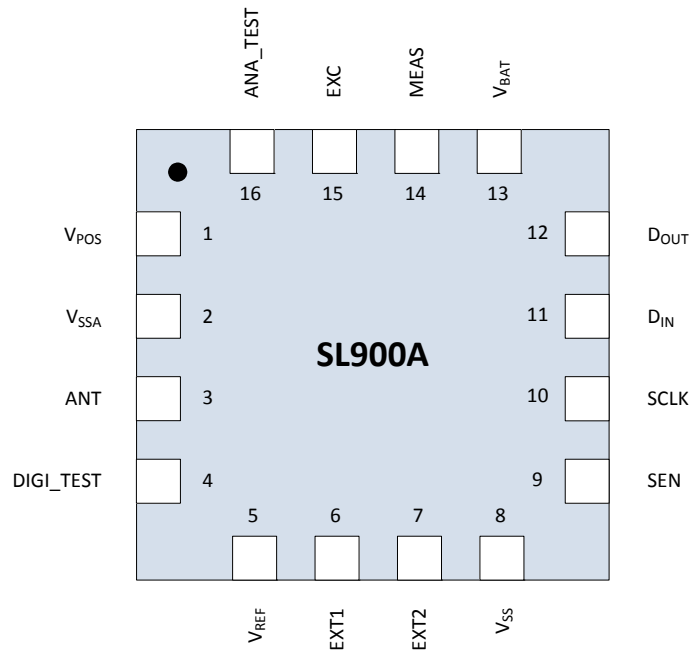 ANA_TEST
EXC
MEAS
VBAT
16
15
14
13
VPOS
1
12
DOUT
VSSA
2
11
DIN
SL900A
ANT
3
10
SCLK
DIGI_TEST
4
9
SEN
5
6
7
8
VREF
EXT1
EXT2
VSS